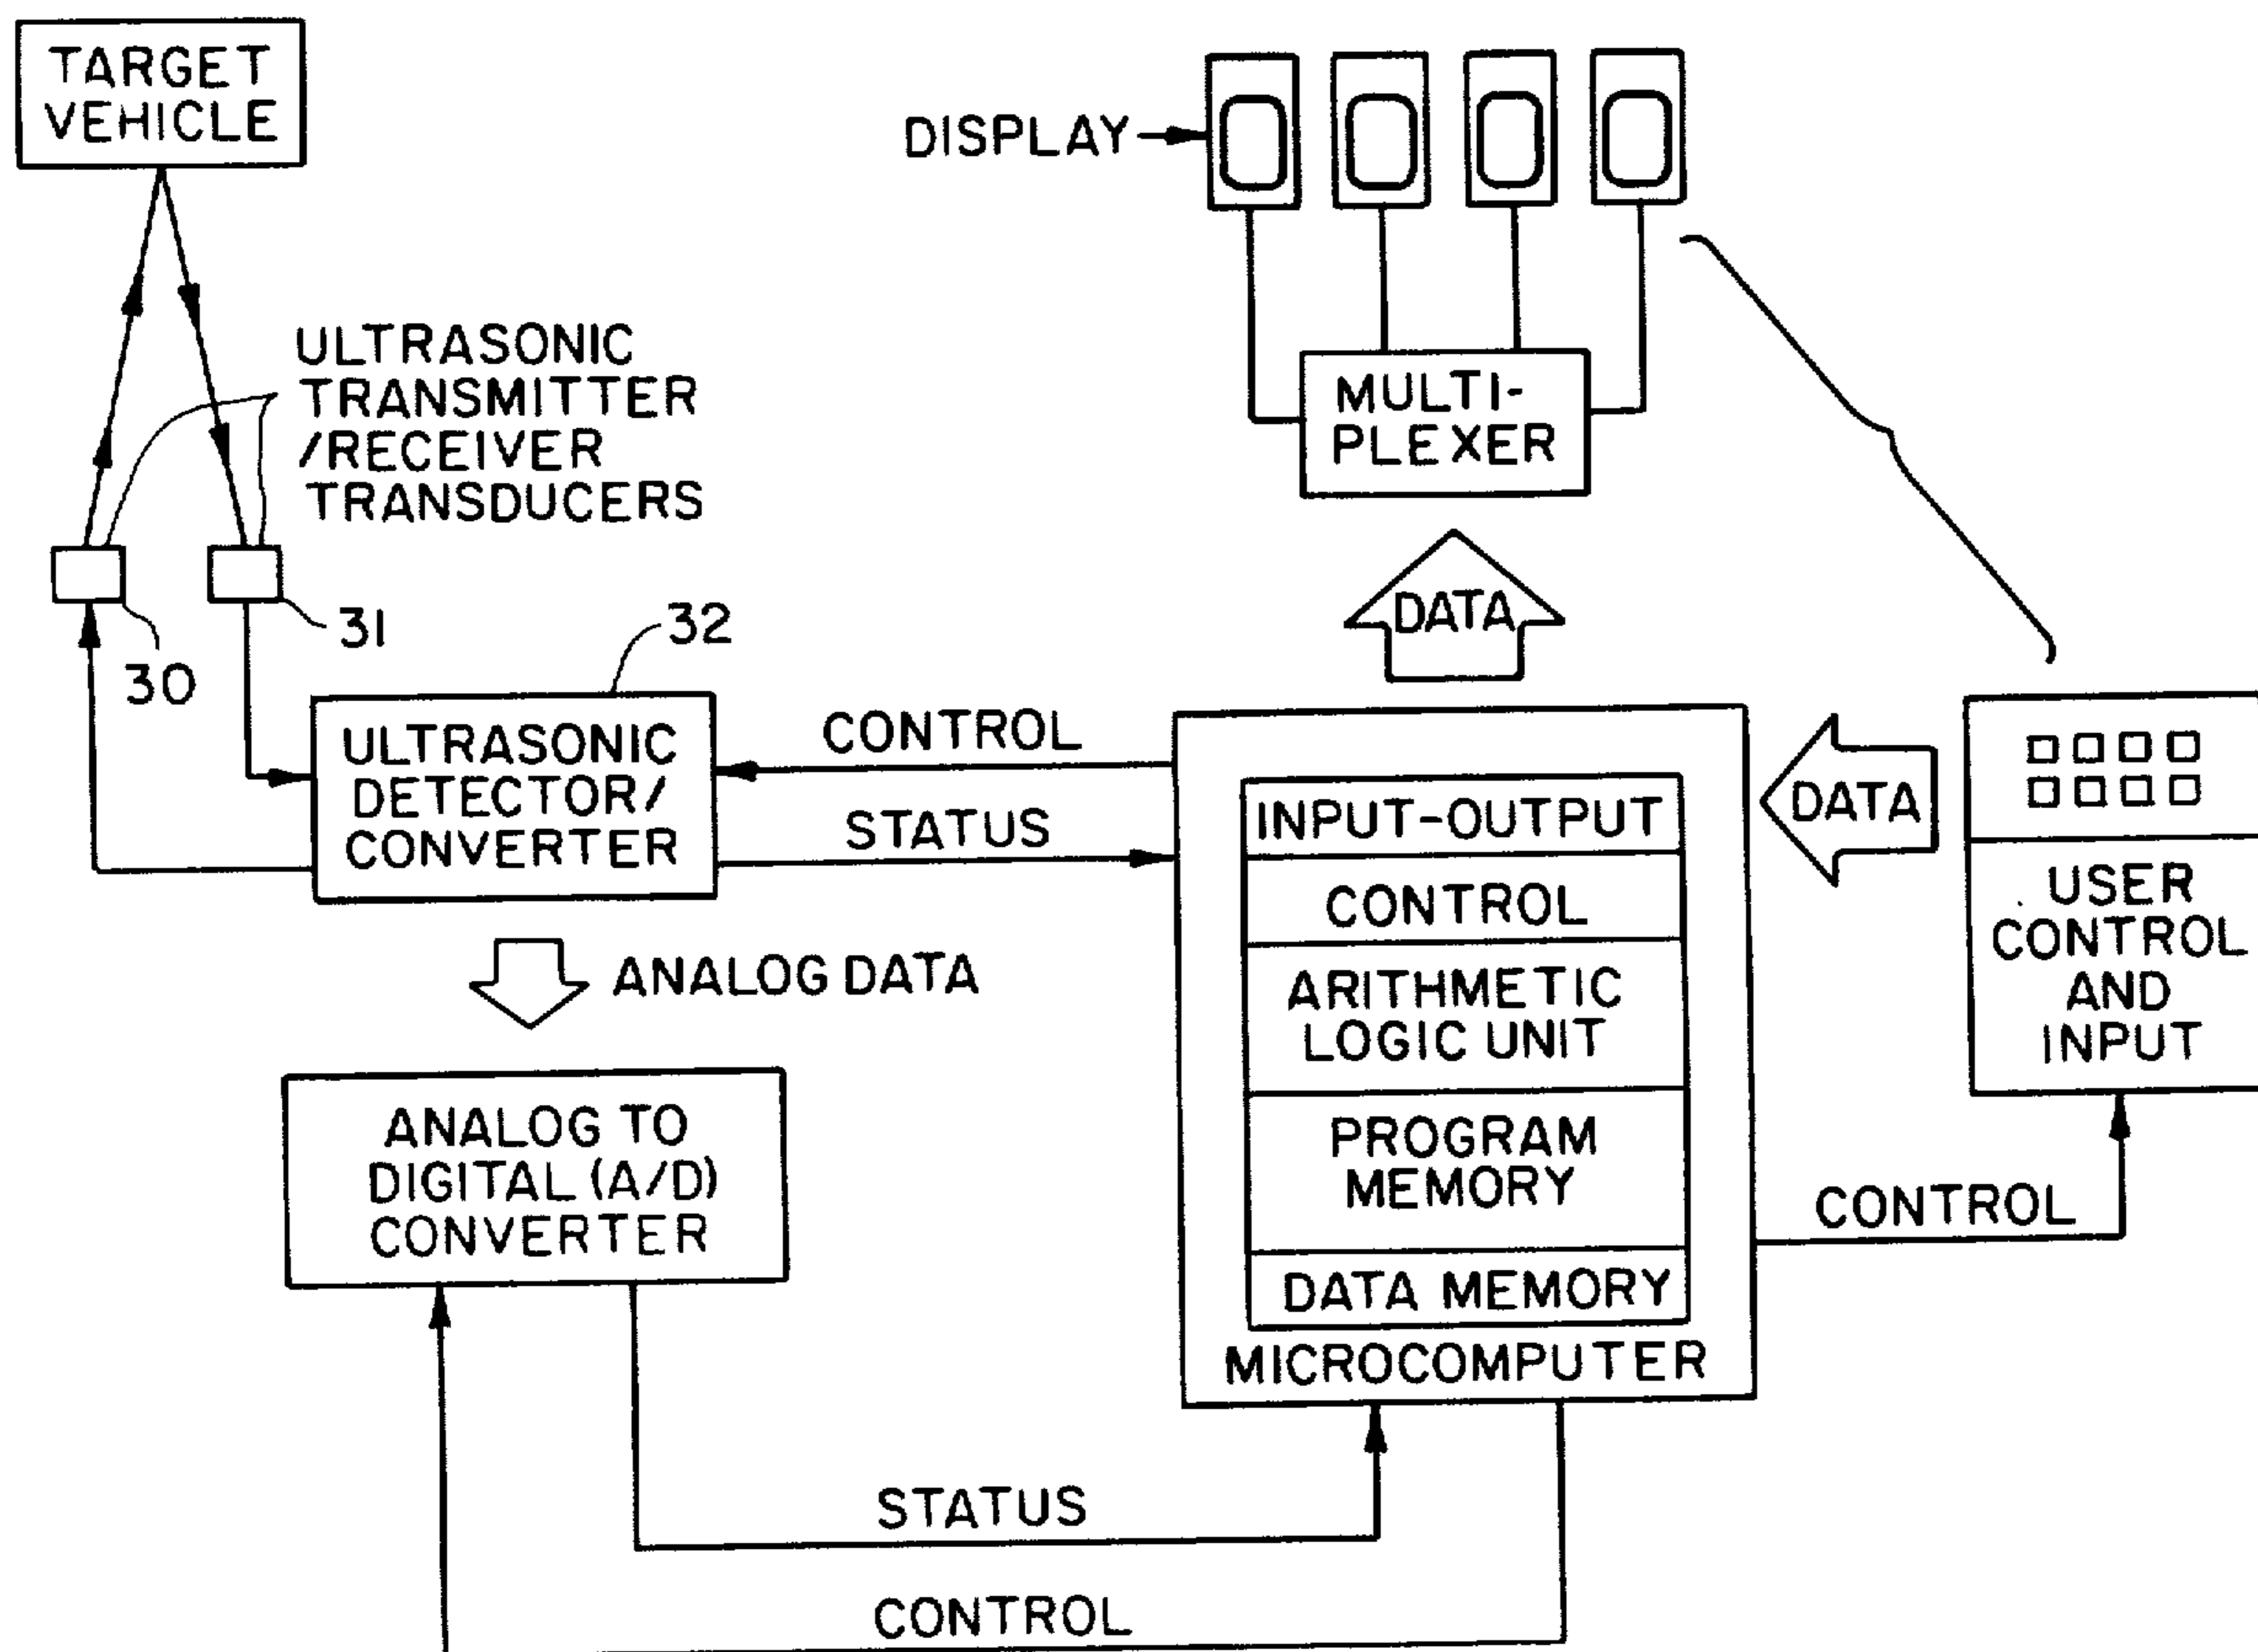 TARGET
VEHICLE
DISPLAY
ULTRASONIC
TRANSMITTER
/RECEIVER
TRANSDUCERS
MULTI-
PLEXER
30
31
32
DATA
ULTRASONIC
DETECTOR/
CONVERTER
CONTROL
STATUS
INPUT-OUTPUT
CONTROL
ARITHMETIC
LOGIC UNIT
PROGRAM
MEMORY
DATA MEMORY
MICROCOMPUTER
DATA
USER
CONTROL
AND
INPUT
ANALOG DATA
ANALOG TO
DIGITAL (A/D)
CONVERTER
CONTROL
STATUS
CONTROL